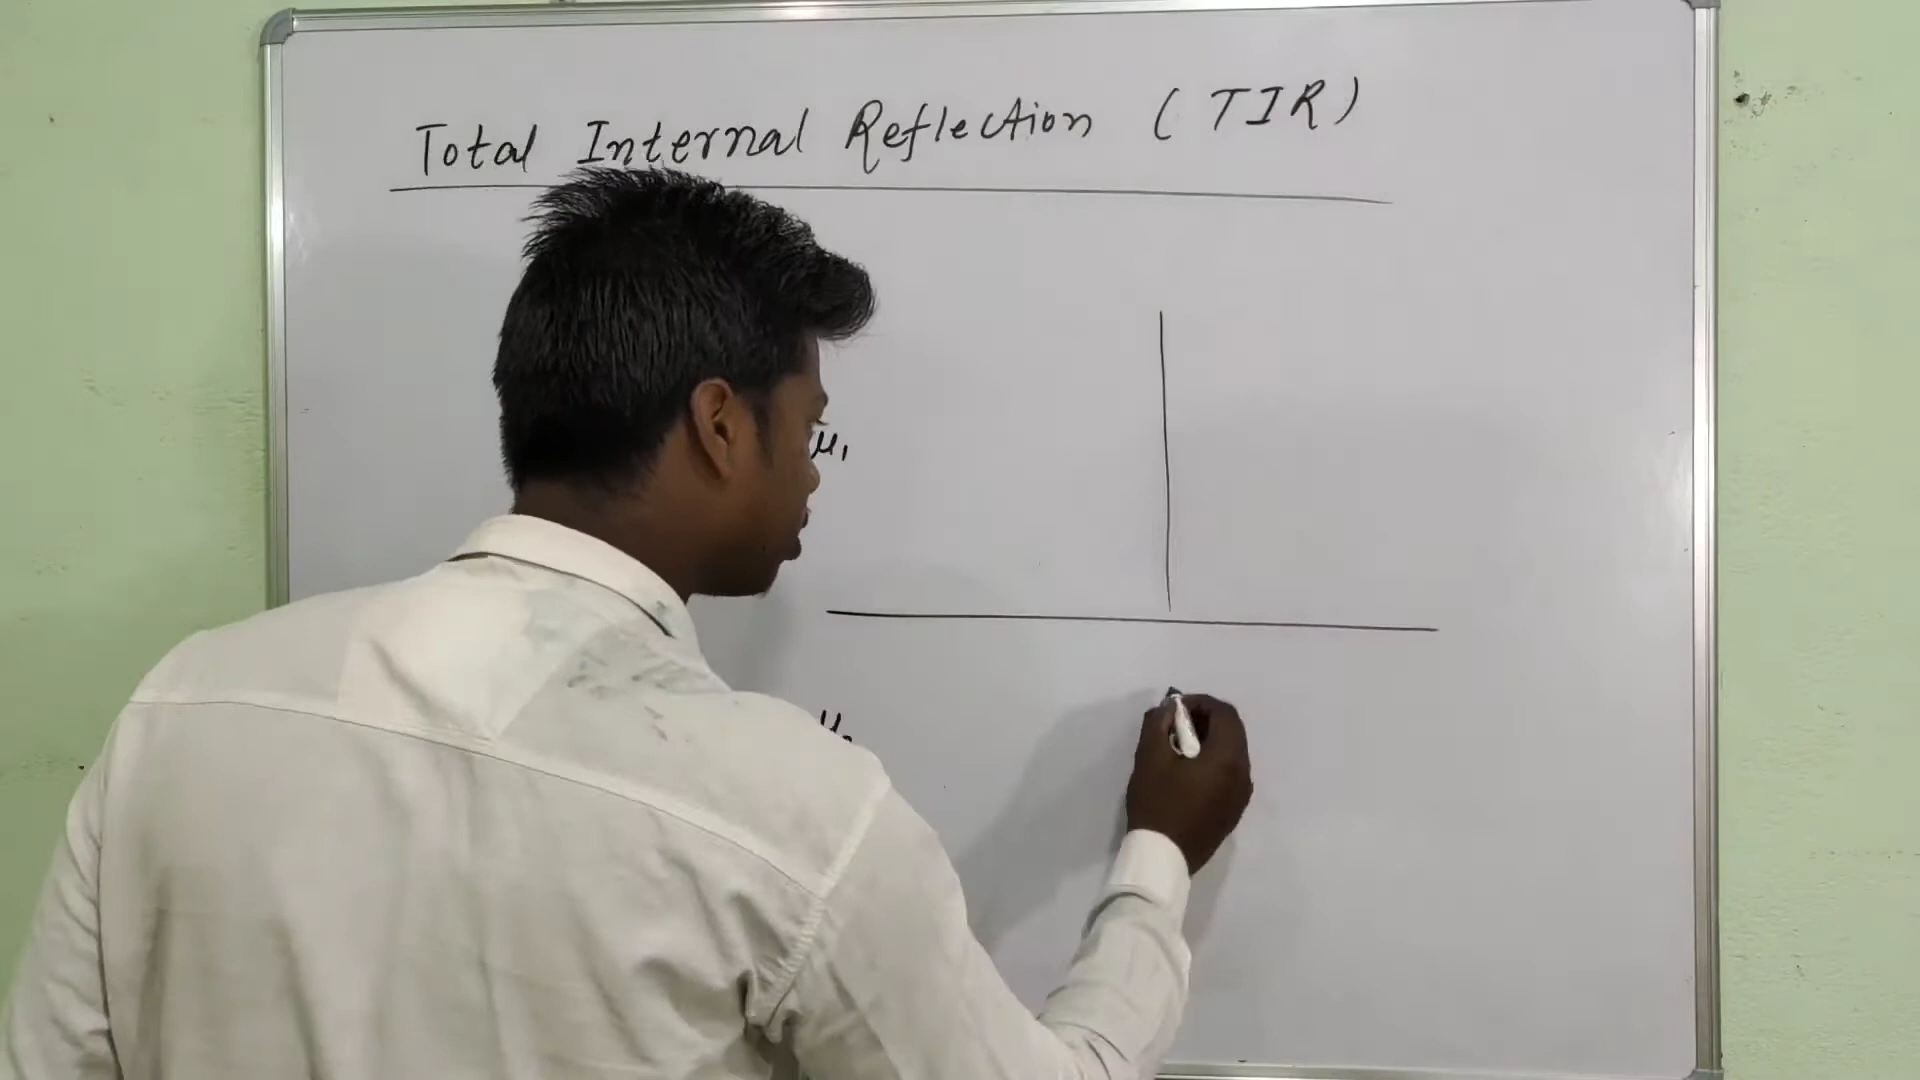 Total Internal Reflection (TIR)
μ₁